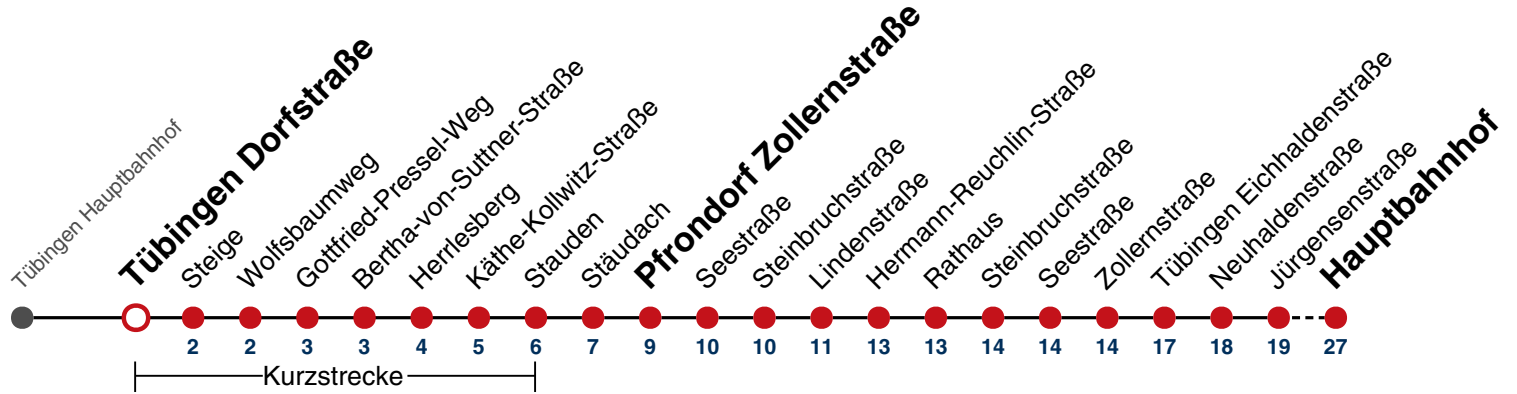 Tübingen Hauptbahnhof
Tübingen Dorfstraße
Steige
Wolfsbaumweg
Gottfried-Pressel-Weg
Bertha-von-Suttner-Straße
Herrlesberg
Käthe-Kollwitz-Straße
Stauden
Stäudach
Pfrondorf Zollernstraße
Seestraße
Steinbruchstraße
Lindenstraße
Hermann-Reuchlin-Straße
Rathaus
Steinbruchstraße
Seestraße
Zollernstraße
Tübingen Eichhaldenstraße
Neuhaldenstraße
Jürgensenstraße
Hauptbahnhof
2 2 3 3 4 5 6 7 9 10 10 11 13 13 14 14 14 17 18 19 27
Kurzstrecke